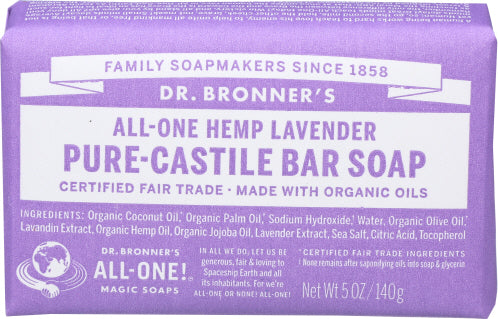 FAMILY SOAPMAKERS SINCE 1858
DR. BRONNER'S
ALL-ONE HEMP LAVENDER
PURE-CASTILE BAR SOAP
CERTIFIED FAIR TRADE · MADE WITH ORGANIC OILS
INGREDIENTS: Organic Coconut Oil,* Organic Palm Oil,* Sodium Hydroxide,† Water, Organic Olive Oil,*
Lavandin Extract, Organic Hemp Oil, Organic Jojoba Oil, Lavender Extract, Sea Salt, Citric Acid, Tocopherol
DR. BRONNER'S
ALL-ONE!
MAGIC SOAPS
IN ALL WE DO, LET US BE
generous, fair & loving to
Spaceship Earth and all
its inhabitants. For we're
ALL-ONE OR NONE! ALL-ONE!
*CERTIFIED FAIR TRADE INGREDIENTS
† None remains after saponifying oils into soap & glycerin
Net Wt 5 OZ/140g